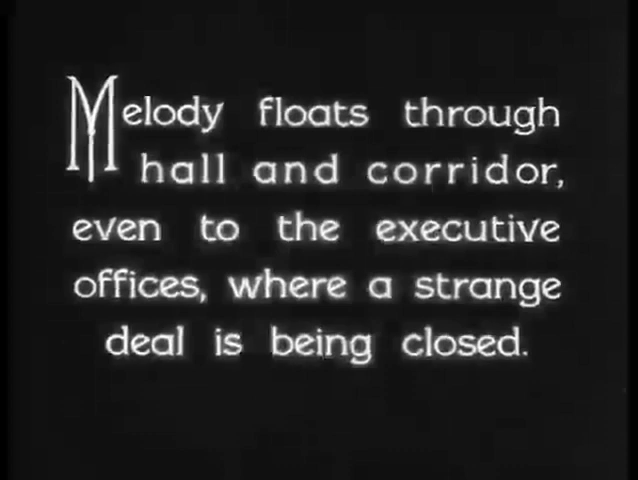 Melody floats through
hall and corridor,
even to the executive
offices, where a strange
deal is being closed.